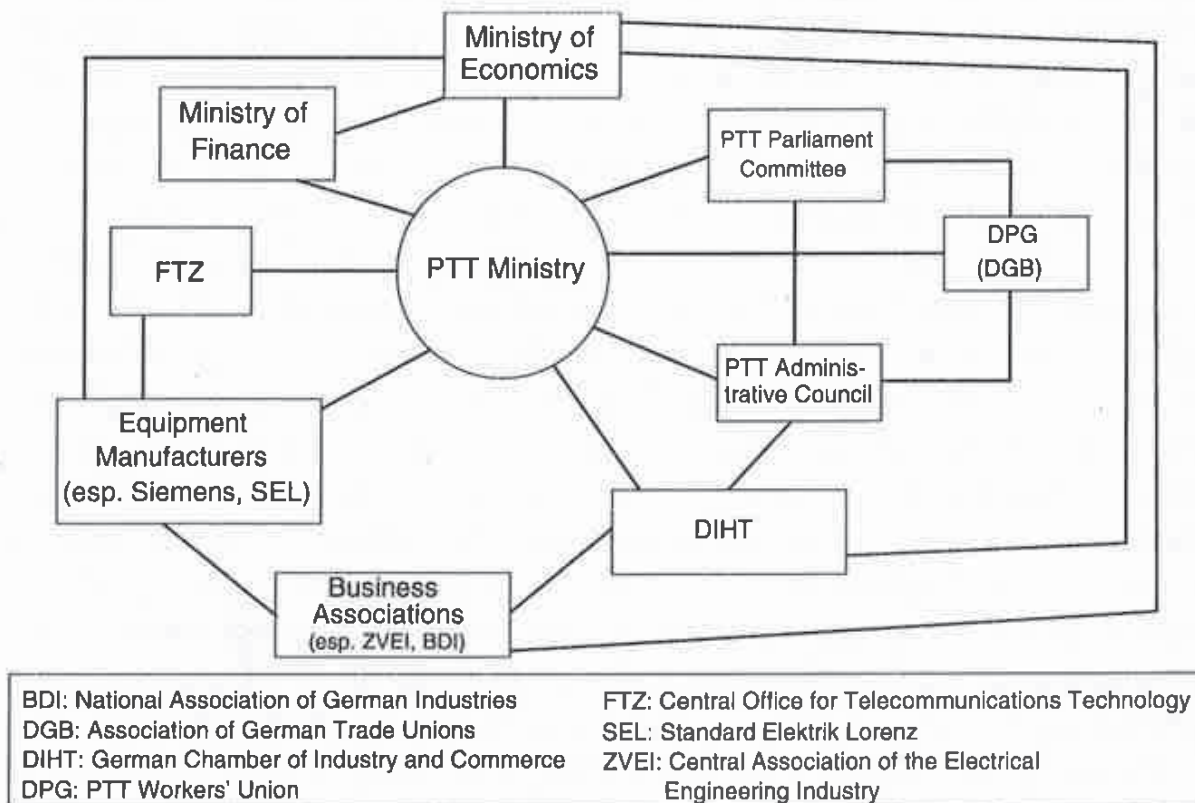 Ministry of
Economics
Ministry of
Finance
PTT Parliament
Committee
FTZ
PTT Ministry
DPG
(DGB)
PTT Adminis-
trative Council
Equipment
Manufacturers
(esp. Siemens, SEL)
DIHT
Business
Associations
(esp. ZVEI, BDI)
BDI: National Association of German Industries
DGB: Association of German Trade Unions
DIHT: German Chamber of Industry and Commerce
DPG: PTT Workers' Union
FTZ: Central Office for Telecommunications Technology
SEL: Standard Elektrik Lorenz
ZVEI: Central Association of the Electrical
Engineering Industry